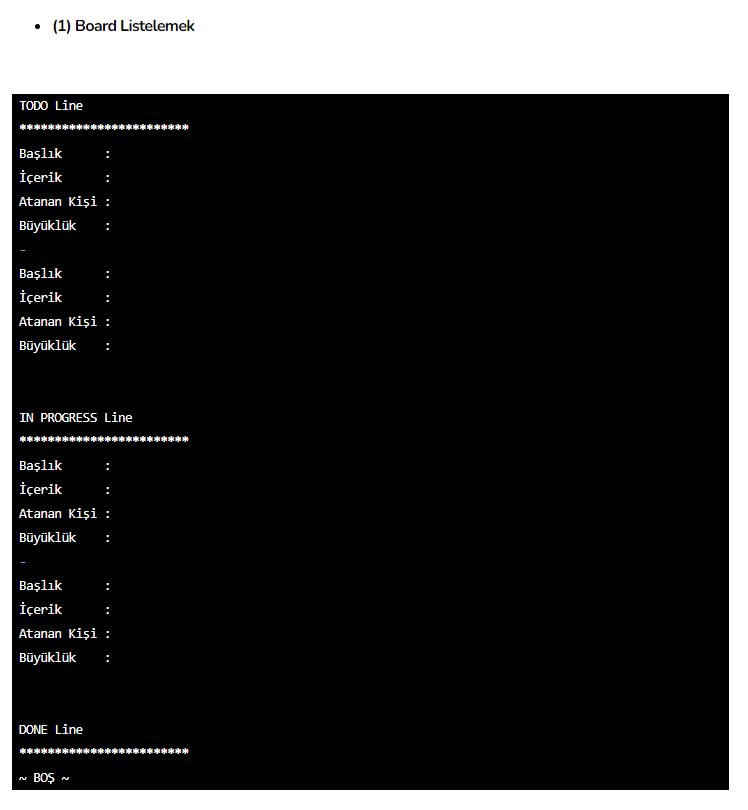 • (1) Board Listelemek
TODO Line
************************
Başlık      :
İçerik      :
Atanan Kişi :
Büyüklük    :
-
Başlık      :
İçerik      :
Atanan Kişi :
Büyüklük    :
IN PROGRESS Line
************************
Başlık      :
İçerik      :
Atanan Kişi :
Büyüklük    :
-
Başlık      :
İçerik      :
Atanan Kişi :
Büyüklük    :
DONE Line
************************
~ BOŞ ~